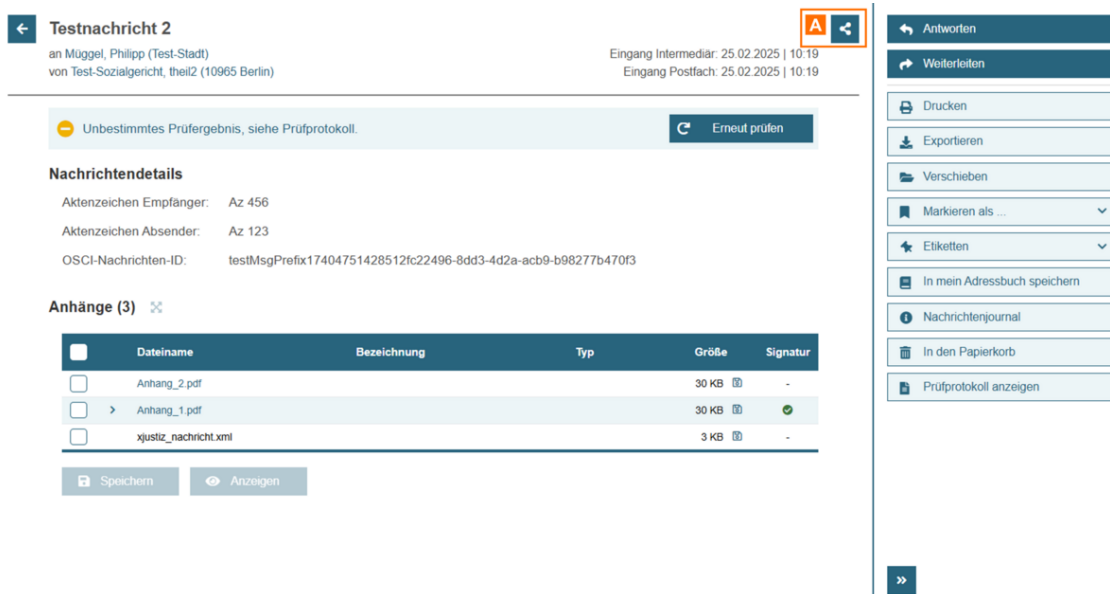 Testnachricht 2
A
an Müggel, Philipp (Test-Stadt)
Eingang Intermediär: 25.02.2025 | 10:19
von Test-Sozialgericht, theil2 (10965 Berlin)
Eingang Postfach: 25.02.2025 | 10:19
Unbestimmtes Prüfergebnis, siehe Prüfprotokoll.
Erneut prüfen
Nachrichtendetails
Aktenzeichen Empfänger: Az 456
Aktenzeichen Absender: Az 123
OSCI-Nachrichten-ID: testMsgPrefix17404751428512fc22496-8dd3-4d2a-acb9-b98277b470f3
Anhänge (3)
Dateiname Bezeichnung Typ Größe Signatur
Anhang_2.pdf 30 KB -
Anhang_1.pdf 30 KB
xjustiz_nachricht.xml 3 KB -
Speichern
Anzeigen
Antworten
Weiterleiten
Drucken
Exportieren
Verschieben
Markieren als ...
Etiketten
In mein Adressbuch speichern
Nachrichtenjournal
In den Papierkorb
Prüfprotokoll anzeigen